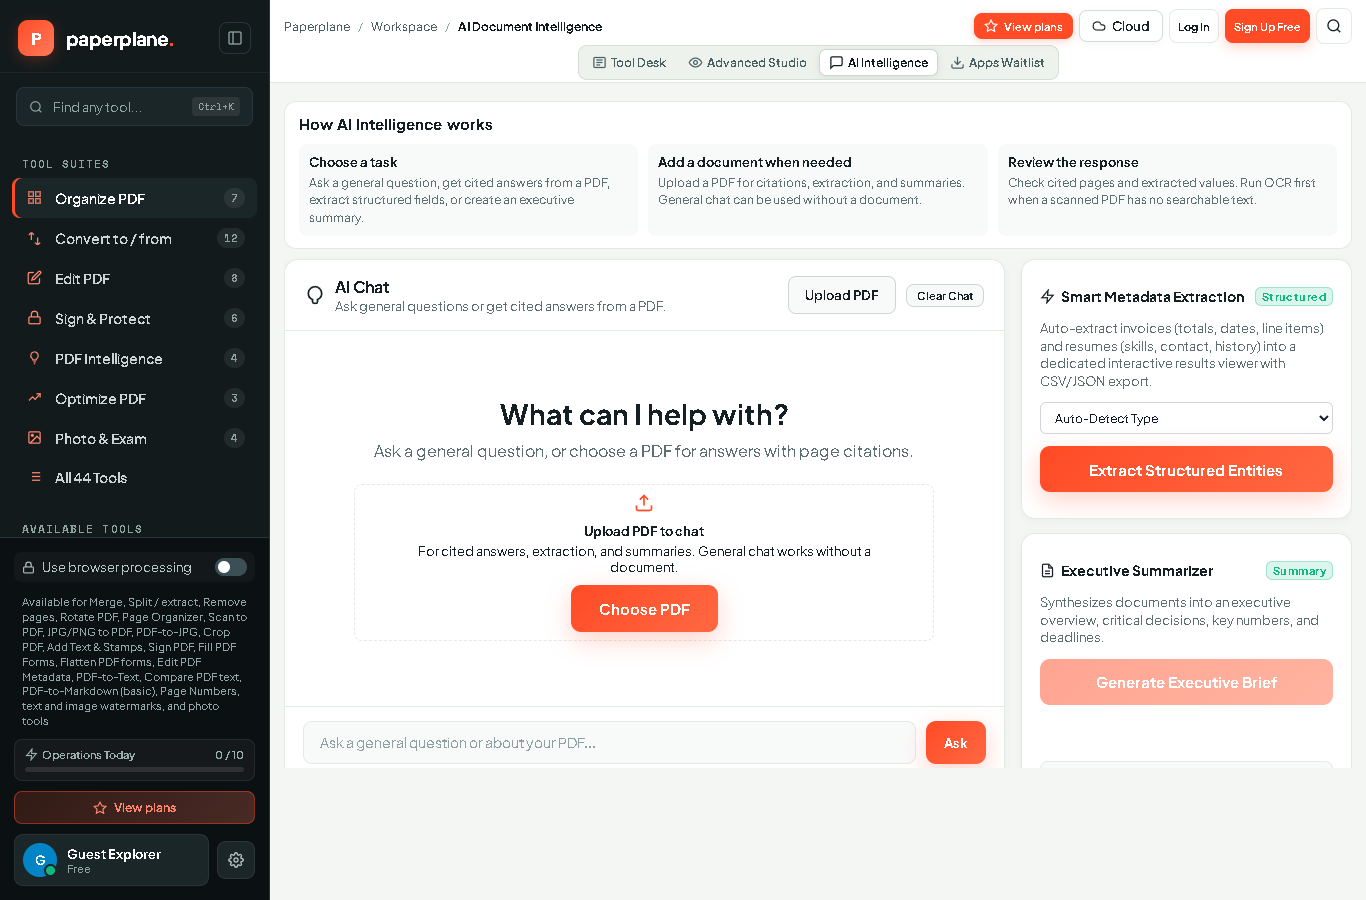 P paperplane.
Find any tool...
Ctrl+K
TOOL SUITES
Organize PDF 7
Convert to / from 12
Edit PDF 8
Sign & Protect 6
PDF Intelligence 4
Optimize PDF 3
Photo & Exam 4
All 44 Tools
AVAILABLE TOOLS
Use browser processing
Available for Merge, Split / extract, Remove
pages, Rotate PDF, Page Organizer, Scan to
PDF, JPG/PNG to PDF, PDF-to-JPG, Crop
PDF, Add Text & Stamps, Sign PDF, Fill PDF
Forms, Flatten PDF forms, Edit PDF
Metadata, PDF-to-Text, Compare PDF text,
PDF-to-Markdown (basic), Page Numbers,
text and image watermarks, and photo
tools
Operations Today 0 / 10
View plans
G
Guest Explorer
Free
Paperplane / Workspace / AI Document Intelligence
View plans
Cloud
Log In
Sign Up Free
Tool Desk
Advanced Studio
AI Intelligence
Apps Waitlist
How AI Intelligence works
Choose a task
Ask a general question, get cited answers from a PDF,
extract structured fields, or create an executive
summary.
Add a document when needed
Upload a PDF for citations, extraction, and summaries.
General chat can be used without a document.
Review the response
Check cited pages and extracted values. Run OCR first
when a scanned PDF has no searchable text.
AI Chat
Ask general questions or get cited answers from a PDF.
Upload PDF
Clear Chat
What can I help with?
Ask a general question, or choose a PDF for answers with page citations.
Upload PDF to chat
For cited answers, extraction, and summaries. General chat works without a
document.
Choose PDF
Ask a general question or about your PDF...
Ask
Smart Metadata Extraction
Structured
Auto-extract invoices (totals, dates, line items)
and resumes (skills, contact, history) into a
dedicated interactive results viewer with
CSV/JSON export.
Auto-Detect Type
Extract Structured Entities
Executive Summarizer
Summary
Synthesizes documents into an executive
overview, critical decisions, key numbers, and
deadlines.
Generate Executive Brief